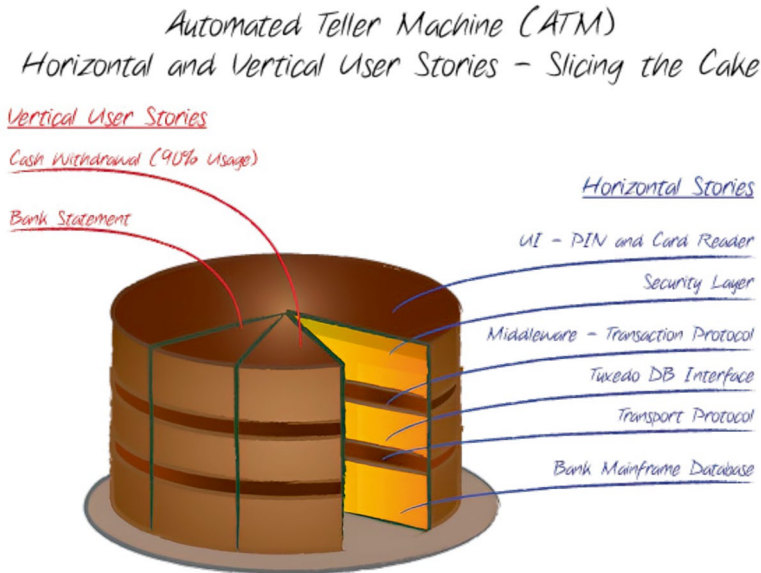 Automated Teller Machine (ATM)
Horizontal and Vertical User Stories - Slicing the Cake
Vertical User Stories
Cash Withdrawal (90% Usage)
Bank Statement
Horizontal Stories
UI - PIN and Card Reader
Security Layer
Middleware - Transaction Protocol
Tuxedo DB Interface
Transport Protocol
Bank Mainframe Database